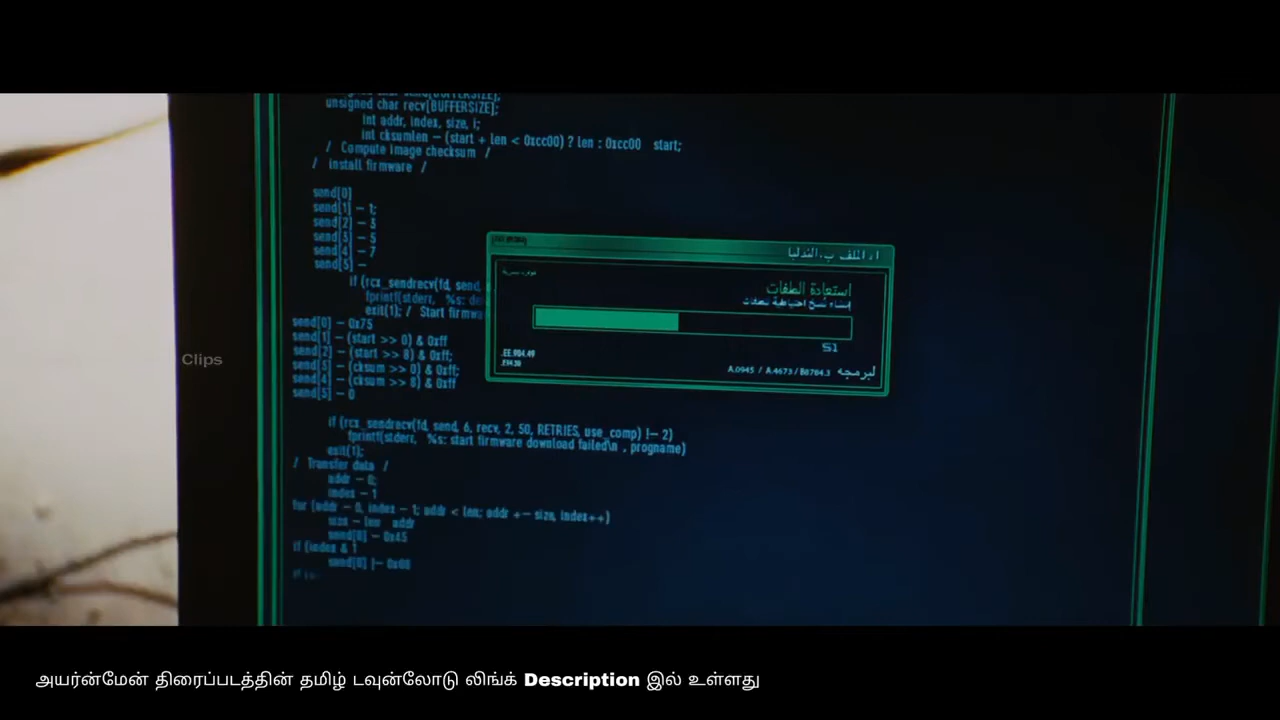 unsigned char recv[BUFFERSIZE];
int addr, index, size, i;
int cksumlen – (start + len < 0xcc00) ? len : 0xcc00 start;
/ Compute image checksum /
/ install firmware /
send[0]
send[1] – 1;
send[2] – 3
send[3] – 5
send[4] – 7
send[5] –
if (rcx_sendrecv(fd, send,
fprintf(stderr, %s: de
exit(1); / Start firmwa
استعادة الطفات
S1
.EE.904.49
A.0945 / A.4673 / B8784.3 لبرمجه
send[0] – 0x75
send[1] – (start >> 0) & 0xff
send[2] – (start >> 8) & 0xff;
send[3] – (cksum >> 0) & 0xff;
send[4] – (cksum >> 8) & 0xff
send[5] – 0
Clips
if (rcx_sendrecv(fd, send, 6, recv, 2, 50, RETRIES, use_comp) !– 2)
fprintf(stderr, %s: start firmware download failed\n , progname)
exit(1);
/ Transfer data /
addr – 0;
index – 1
for (addr – 0, index – 1; addr < len; addr +– size, index++)
size – len addr
send[0] – 0x45
if (index & 1
send[0] |– 0x08
அயர்ன்மேன் திரைப்படத்தின் தமிழ் டவுன்லோடு லிங்க் Description இல் உள்ளது